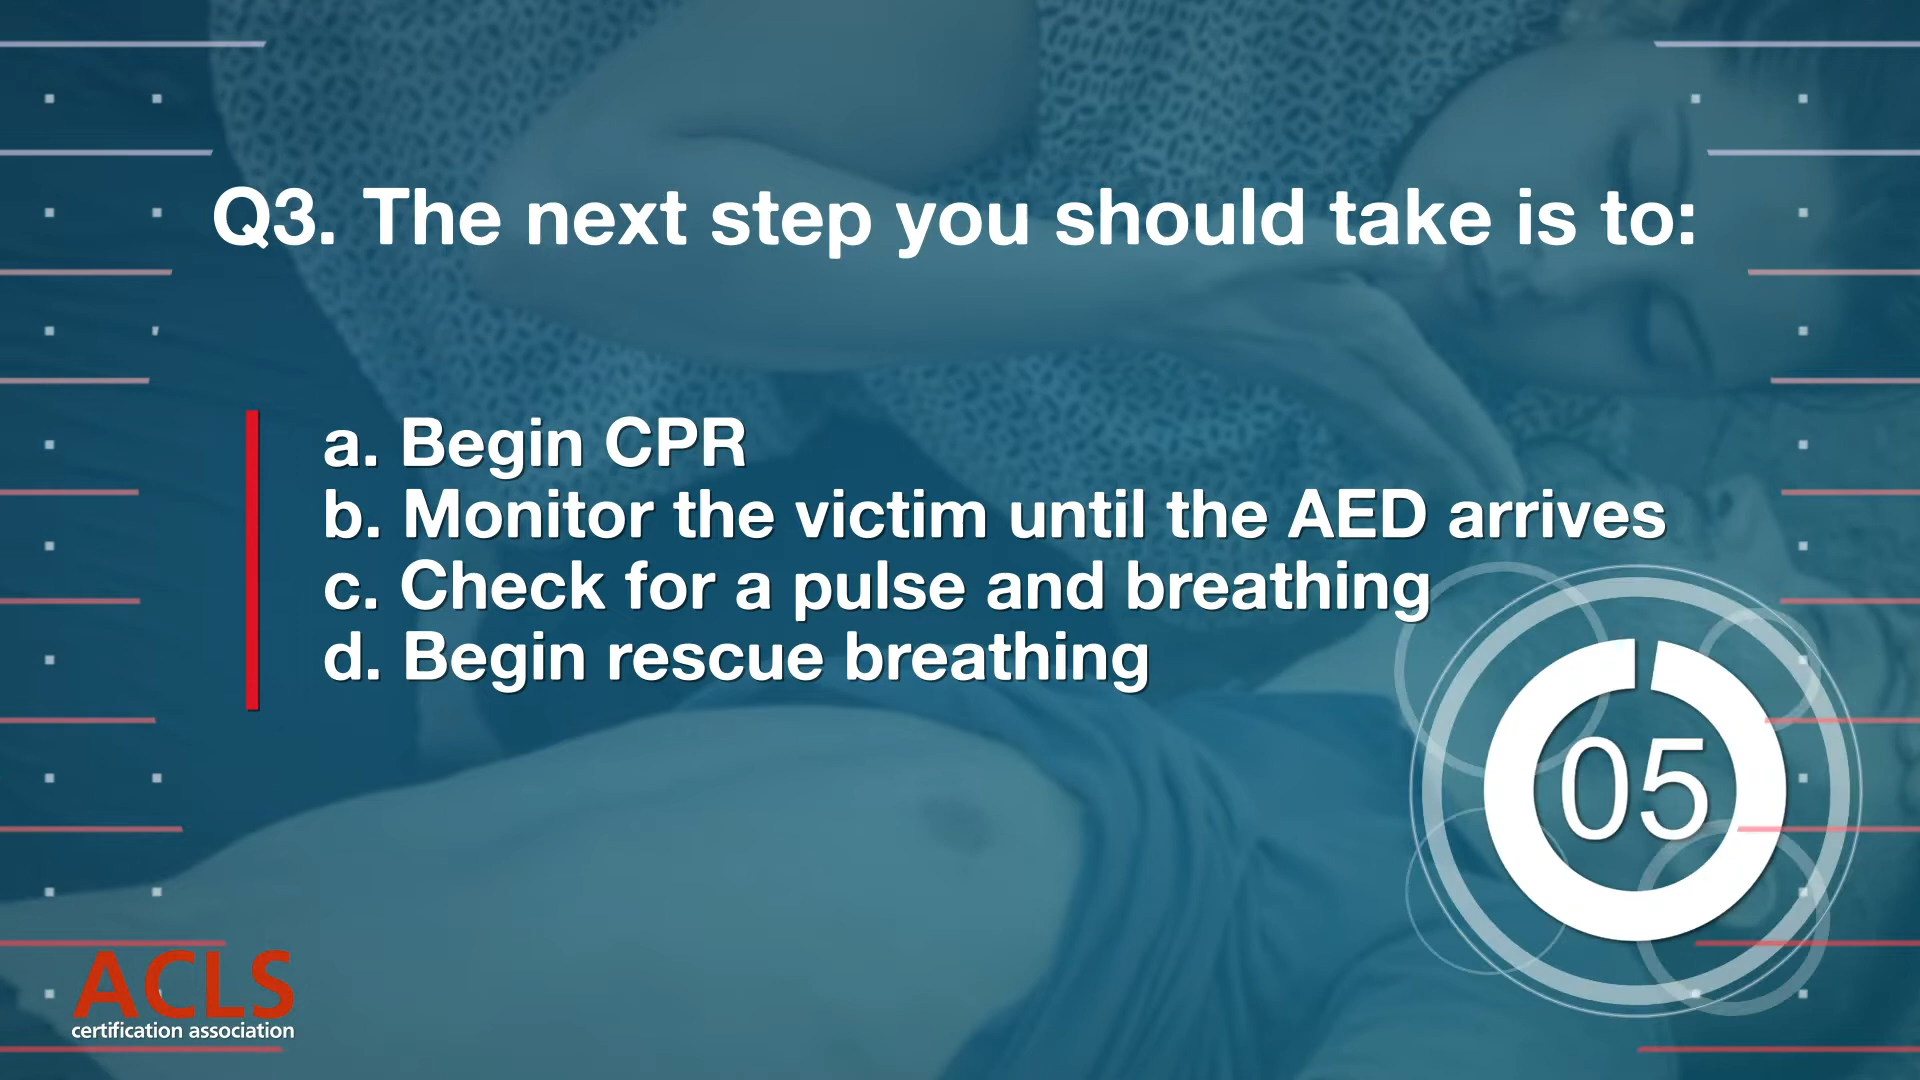 Q3. The next step you should take is to:
a. Begin CPR
b. Monitor the victim until the AED arrives
c. Check for a pulse and breathing
d. Begin rescue breathing
05
ACLS
certification association